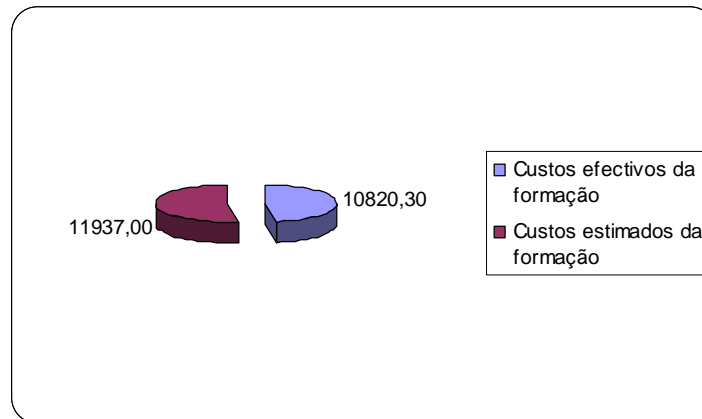 10820,30
11937,00
Custos efectivos da
formação
Custos estimados da
formação